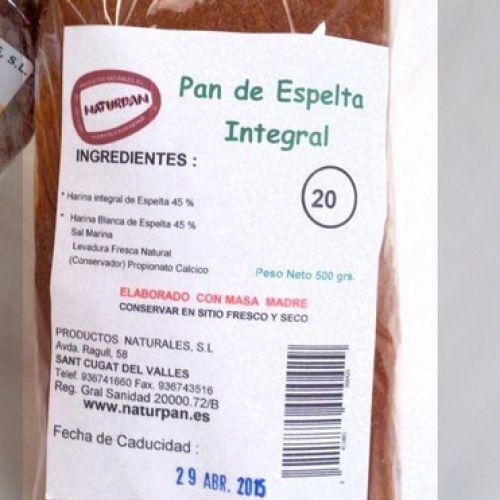 S, S.L.
NATURPAN
Pan de Espelta
Integral
INGREDIENTES :
20
* Harina integral de Espelta 45 %
* Harina Blanca de Espelta 45 %
Sal Marina
Levadura Fresca Natural
(Conservador) Propionato Calcico
Peso Neto 500 grs.
ELABORADO CON MASA MADRE
CONSERVAR EN SITIO FRESCO Y SECO
PRODUCTOS NATURALES, S.L
Avda. Ragull, 58
SANT CUGAT DEL VALLES
Telef. 936741660 Fax. 936743516
Reg. Gral Sanidad 20000.72/B
www.naturpan.es
Fecha de Caducidad :
29 ABR. 2015